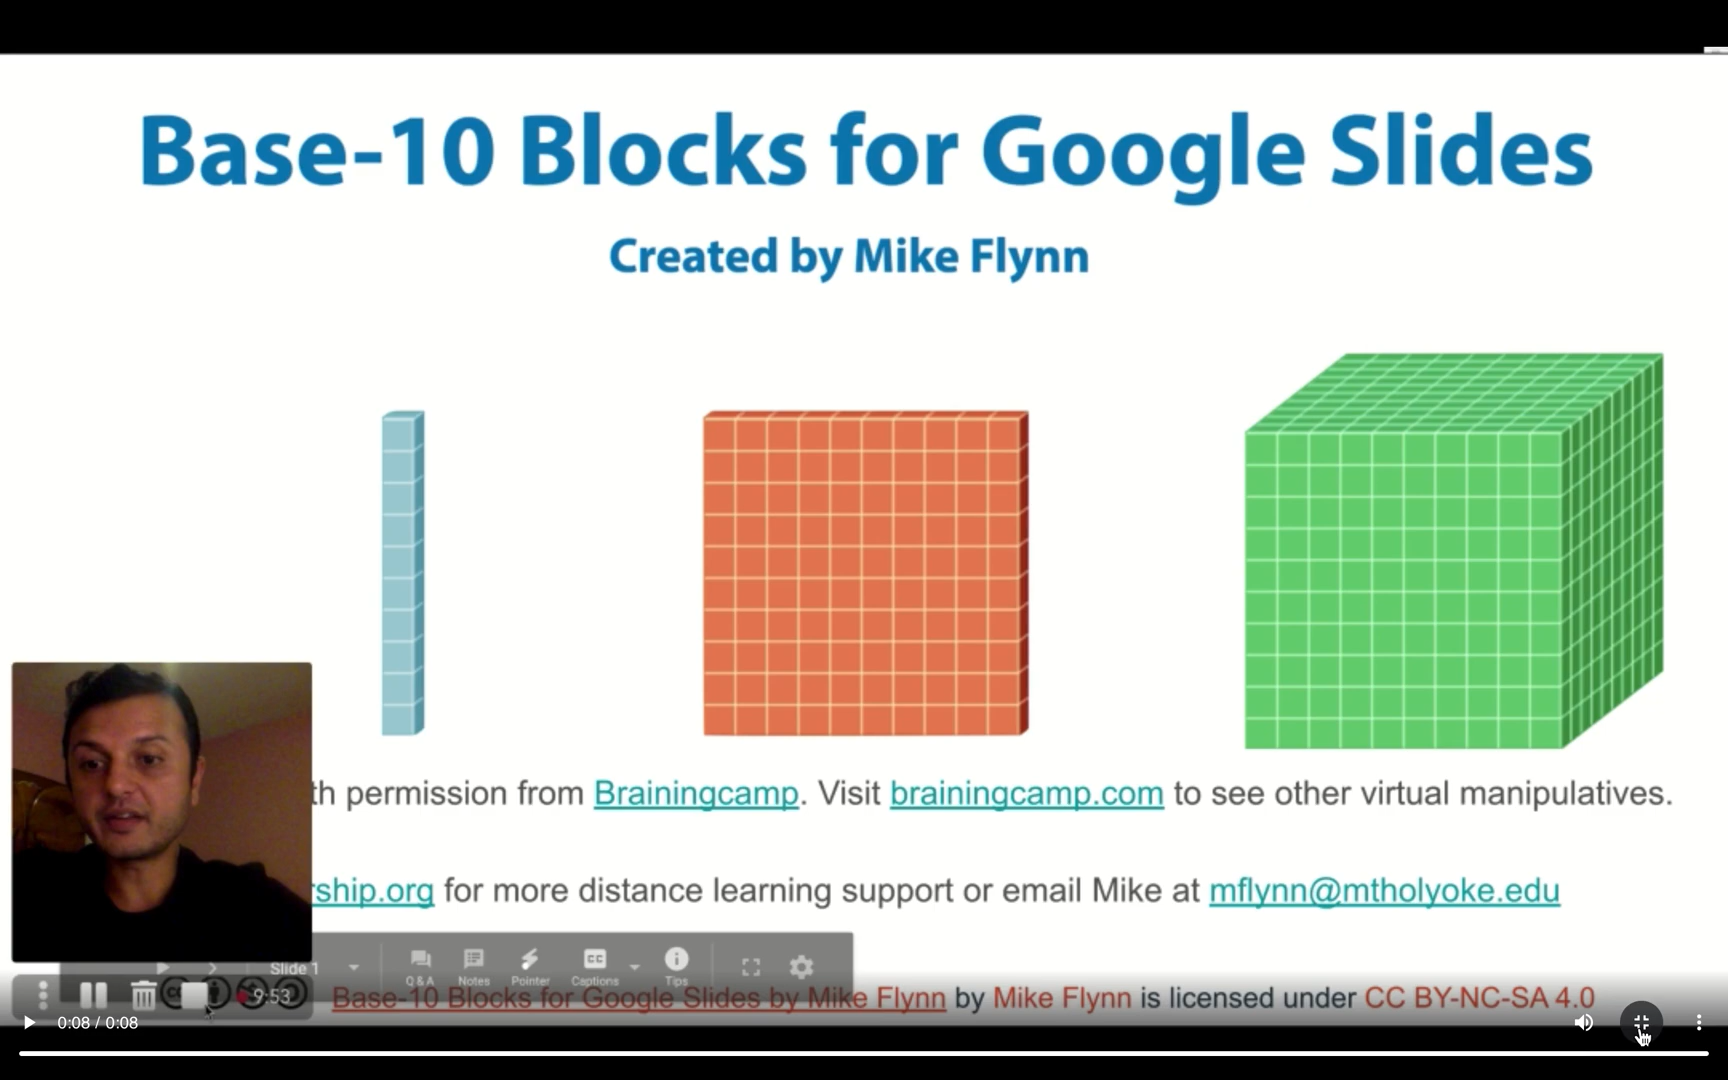 Base-10 Blocks for Google Slides
Created by Mike Flynn
th permission from Brainingcamp. Visit brainingcamp.com to see other virtual manipulatives.
rship.org for more distance learning support or email Mike at mflynn@mtholyoke.edu
Slide 1
Q & A Notes Pointer Captions Tips
CC
9:53
Base-10 Blocks for Google Slides by Mike Flynn by Mike Flynn is licensed under CC BY-NC-SA 4.0
0:08 / 0:08